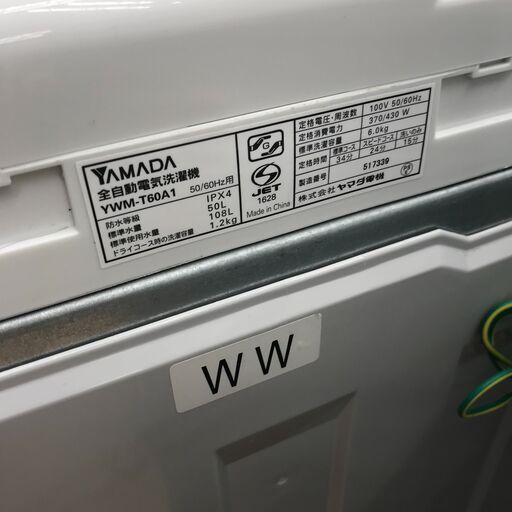 YAMADA
全自動電気洗濯機
YWM-T60A1 50/60Hz用
防水等級 IPX4
標準水量 50L
標準使用水量 108L
ドライコース時の洗濯容量 1.2kg
S
JET
1628
Made in China
定格電圧・周波数 100V 50/60Hz
定格消費電力 370/430 W
標準洗濯容量 6.0kg
定格時間 標準コース 34分 スピードコース 24分 洗いのみ 15分
製造番号 517339
株式会社 ヤマダ電機
WW